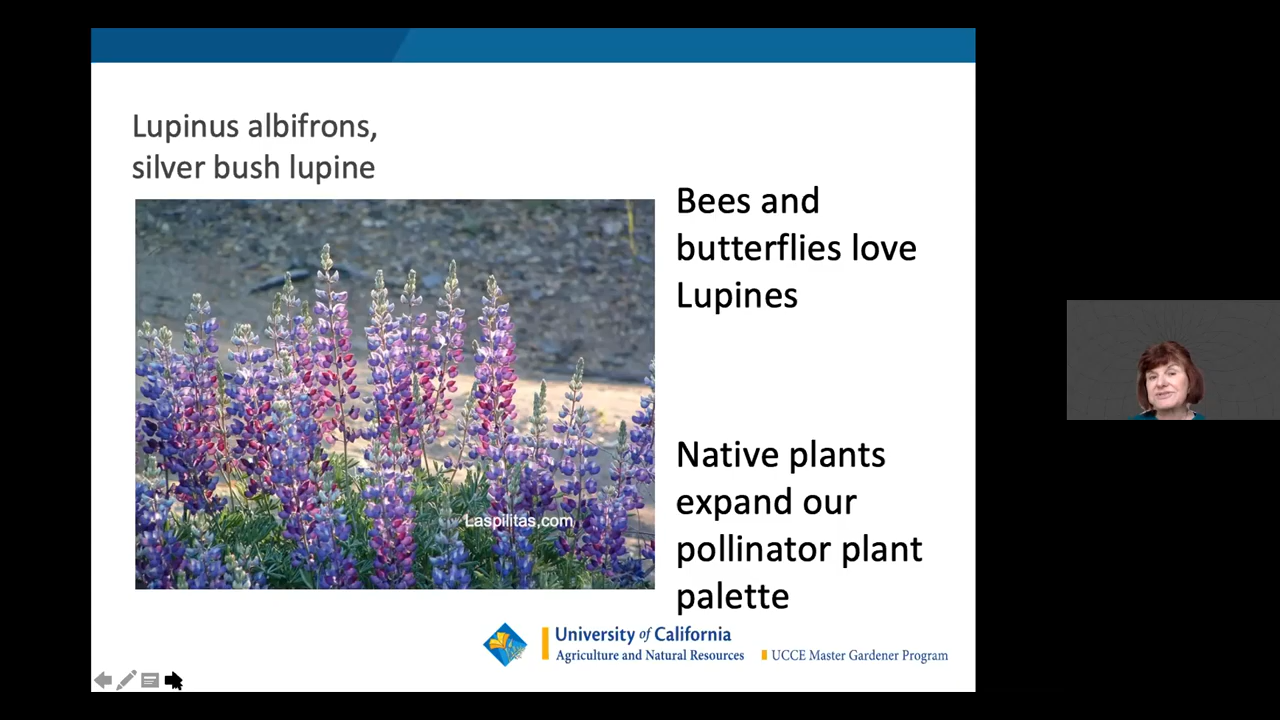 Lupinus albifrons,
silver bush lupine
Bees and
butterflies love
Lupines
Laspilitas,com
Native plants
expand our
pollinator plant
palette
University of California
Agriculture and Natural Resources
UCCE Master Gardener Program